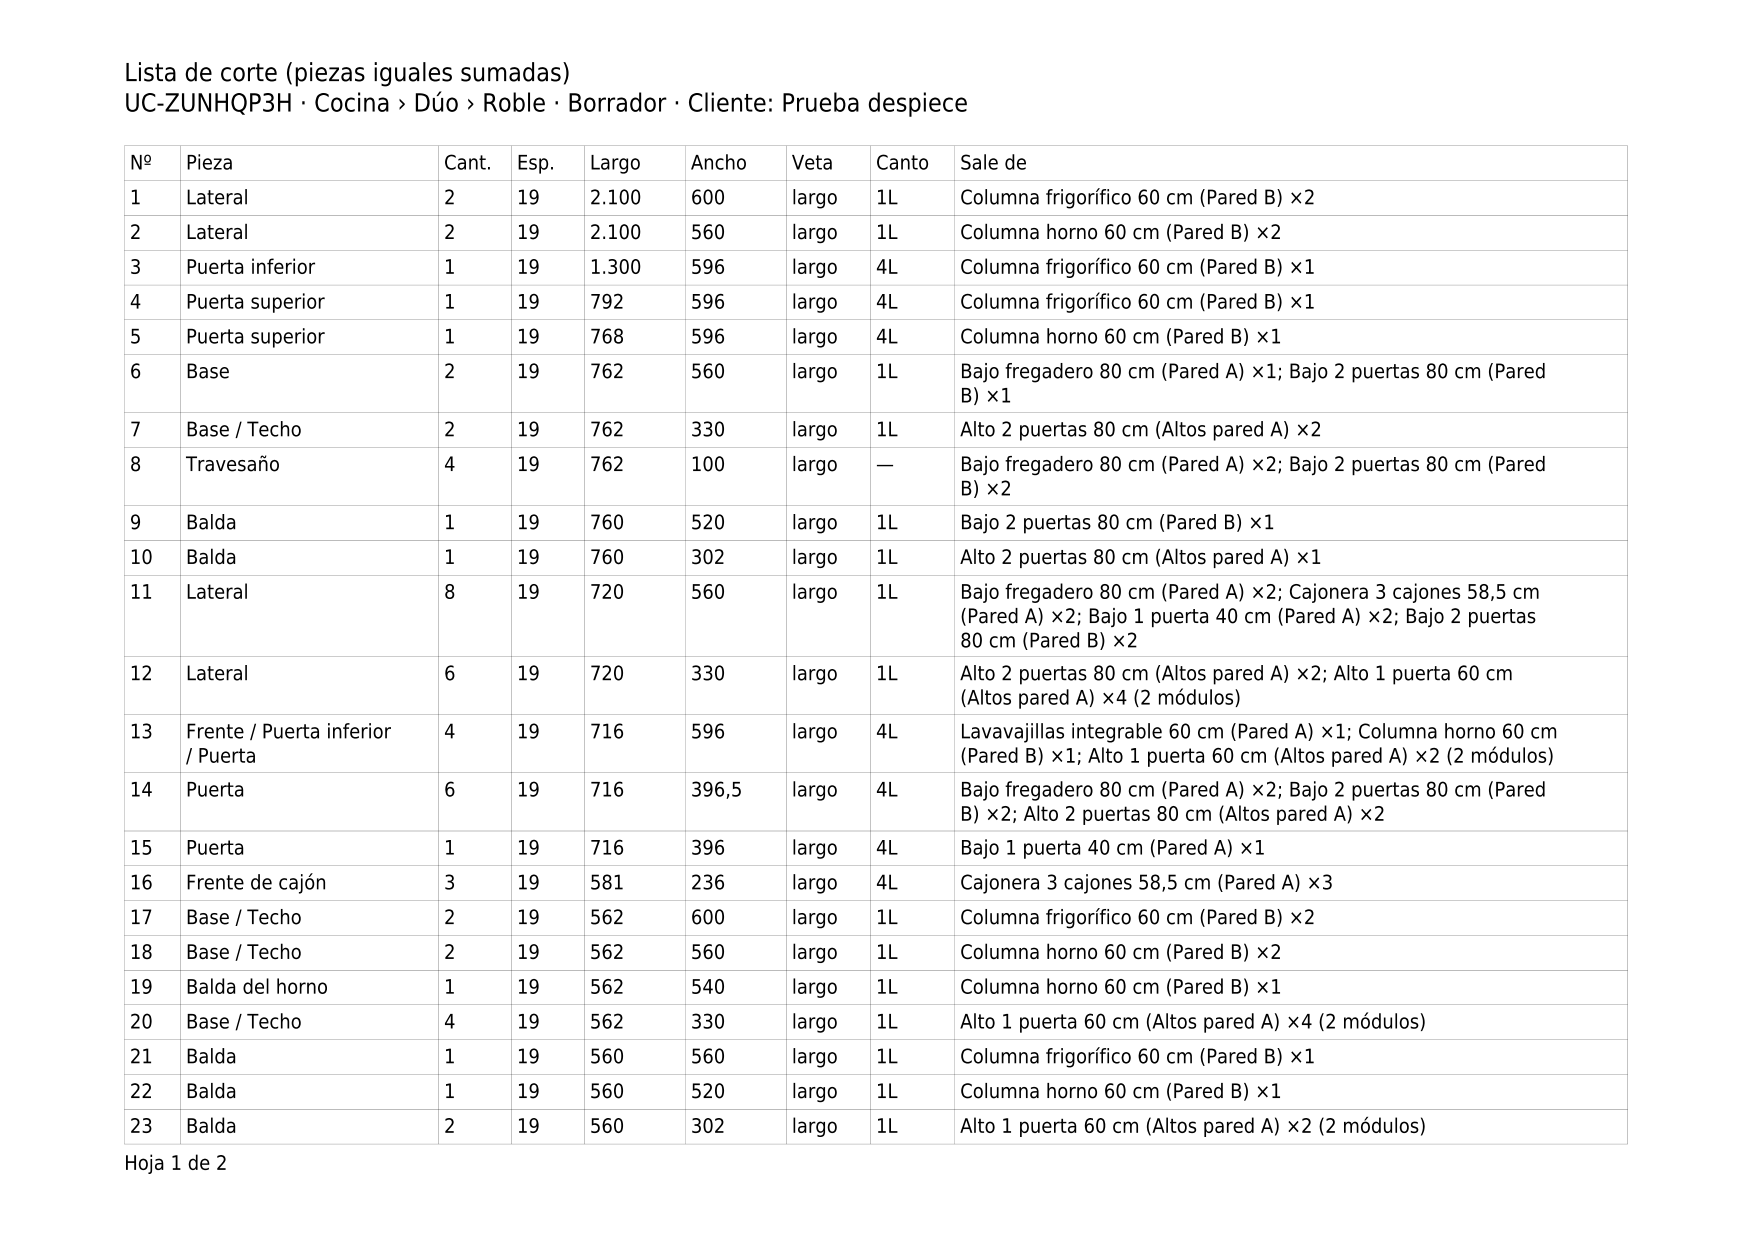 Lista de corte (piezas iguales sumadas)
UC-ZUNHQP3H · Cocina › Dúo › Roble · Borrador · Cliente: Prueba despiece
Nº Pieza Cant. Esp. Largo Ancho Veta Canto Sale de
1 Lateral 2 19 2.100 600 largo 1L Columna frigorífico 60 cm (Pared B) ×2
2 Lateral 2 19 2.100 560 largo 1L Columna horno 60 cm (Pared B) ×2
3 Puerta inferior 1 19 1.300 596 largo 4L Columna frigorífico 60 cm (Pared B) ×1
4 Puerta superior 1 19 792 596 largo 4L Columna frigorífico 60 cm (Pared B) ×1
5 Puerta superior 1 19 768 596 largo 4L Columna horno 60 cm (Pared B) ×1
6 Base 2 19 762 560 largo 1L Bajo fregadero 80 cm (Pared A) ×1; Bajo 2 puertas 80 cm (Pared
B) ×1
7 Base / Techo 2 19 762 330 largo 1L Alto 2 puertas 80 cm (Altos pared A) ×2
8 Travesaño 4 19 762 100 largo — Bajo fregadero 80 cm (Pared A) ×2; Bajo 2 puertas 80 cm (Pared
B) ×2
9 Balda 1 19 760 520 largo 1L Bajo 2 puertas 80 cm (Pared B) ×1
10 Balda 1 19 760 302 largo 1L Alto 2 puertas 80 cm (Altos pared A) ×1
11 Lateral 8 19 720 560 largo 1L Bajo fregadero 80 cm (Pared A) ×2; Cajonera 3 cajones 58,5 cm
(Pared A) ×2; Bajo 1 puerta 40 cm (Pared A) ×2; Bajo 2 puertas
80 cm (Pared B) ×2
12 Lateral 6 19 720 330 largo 1L Alto 2 puertas 80 cm (Altos pared A) ×2; Alto 1 puerta 60 cm
(Altos pared A) ×4 (2 módulos)
13 Frente / Puerta inferior 4 19 716 596 largo 4L Lavavajillas integrable 60 cm (Pared A) ×1; Columna horno 60 cm
/ Puerta (Pared B) ×1; Alto 1 puerta 60 cm (Altos pared A) ×2 (2 módulos)
14 Puerta 6 19 716 396,5 largo 4L Bajo fregadero 80 cm (Pared A) ×2; Bajo 2 puertas 80 cm (Pared
B) ×2; Alto 2 puertas 80 cm (Altos pared A) ×2
15 Puerta 1 19 716 396 largo 4L Bajo 1 puerta 40 cm (Pared A) ×1
16 Frente de cajón 3 19 581 236 largo 4L Cajonera 3 cajones 58,5 cm (Pared A) ×3
17 Base / Techo 2 19 562 600 largo 1L Columna frigorífico 60 cm (Pared B) ×2
18 Base / Techo 2 19 562 560 largo 1L Columna horno 60 cm (Pared B) ×2
19 Balda del horno 1 19 562 540 largo 1L Columna horno 60 cm (Pared B) ×1
20 Base / Techo 4 19 562 330 largo 1L Alto 1 puerta 60 cm (Altos pared A) ×4 (2 módulos)
21 Balda 1 19 560 560 largo 1L Columna frigorífico 60 cm (Pared B) ×1
22 Balda 1 19 560 520 largo 1L Columna horno 60 cm (Pared B) ×1
23 Balda 2 19 560 302 largo 1L Alto 1 puerta 60 cm (Altos pared A) ×2 (2 módulos)
Hoja 1 de 2